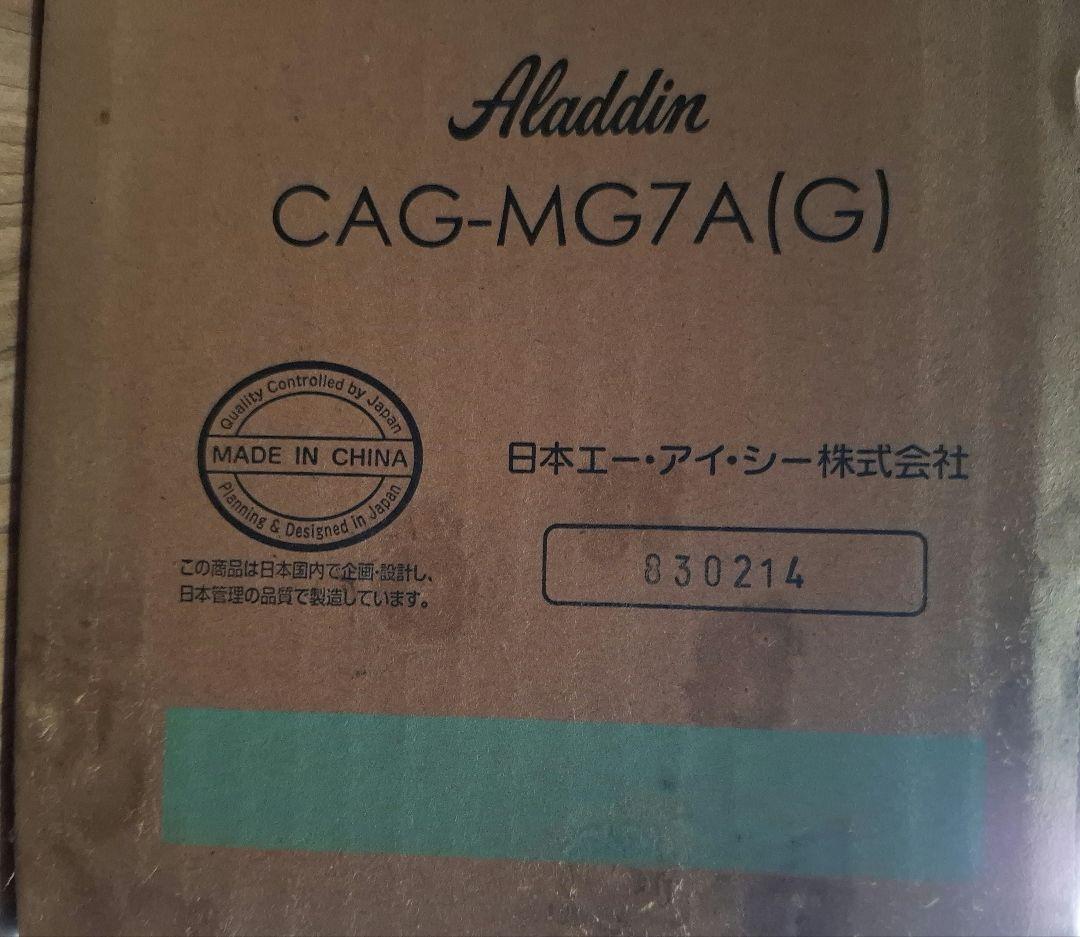 Aladdin
CAG-MG7A(G)
Quality Controlled by Japan
MADE IN CHINA
Planning & Designed in Japan
日本エー・アイ・シー株式会社
830214
この商品は日本国内で企画・設計し、
日本管理の品質で製造しています。